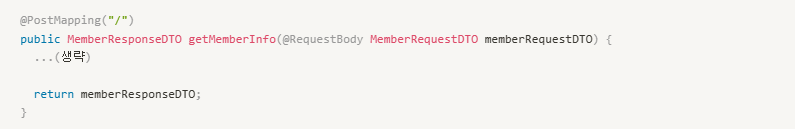 @PostMapping("/")
public MemberResponseDTO getMemberInfo(@RequestBody MemberRequestDTO memberRequestDTO) {
...(생략)
return memberResponseDTO;
}